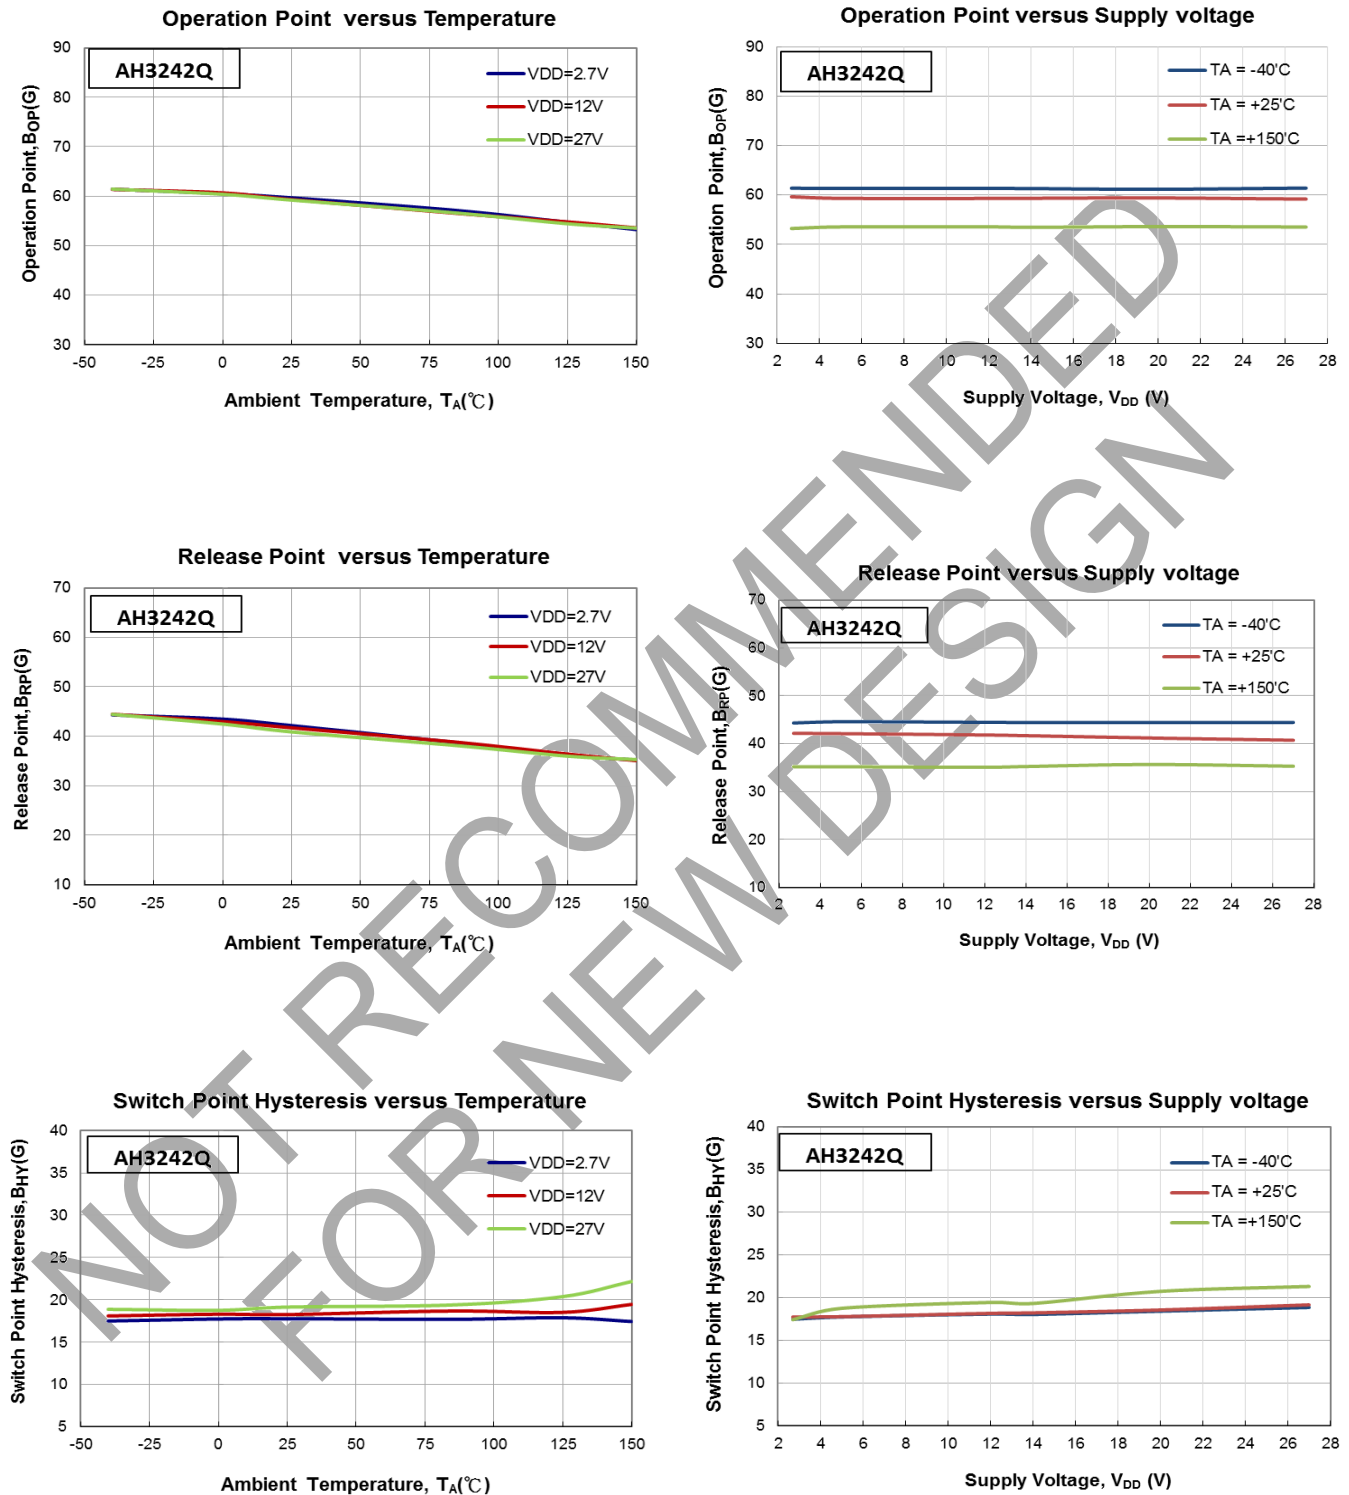 Operation Point versus Temperature
AH3242Q
VDD=2.7V
VDD=12V
VDD=27V
Operation Point,BOP(G)
90
80
70
60
50
40
30
-50 -25 0 25 50 75 100 125 150
Ambient Temperature, TA(℃)
Operation Point versus Supply voltage
AH3242Q
TA = -40'C
TA = +25'C
TA =+150'C
Operation Point,BOP(G)
90
80
70
60
50
40
30
2 4 6 8 10 12 14 16 18 20 22 24 26 28
Supply Voltage, VDD (V)
Release Point versus Temperature
AH3242Q
VDD=2.7V
VDD=12V
VDD=27V
Release Point,BRP(G)
70
60
50
40
30
20
10
-50 -25 0 25 50 75 100 125 150
Ambient Temperature, TA(℃)
Release Point versus Supply voltage
AH3242Q
TA = -40'C
TA = +25'C
TA =+150'C
Release Point,BRP(G)
70
60
50
40
30
20
10
2 4 6 8 10 12 14 16 18 20 22 24 26 28
Supply Voltage, VDD (V)
Switch Point Hysteresis versus Temperature
AH3242Q
VDD=2.7V
VDD=12V
VDD=27V
Switch Point Hysteresis,BHY(G)
40
35
30
25
20
15
10
5
-50 -25 0 25 50 75 100 125 150
Ambient Temperature, TA(℃)
Switch Point Hysteresis versus Supply voltage
AH3242Q
TA = -40'C
TA = +25'C
TA =+150'C
Switch Point Hysteresis,BHY(G)
40
35
30
25
20
15
10
5
2 4 6 8 10 12 14 16 18 20 22 24 26 28
Supply Voltage, VDD (V)
NOT RECOMMENDED
FOR NEW DESIGN